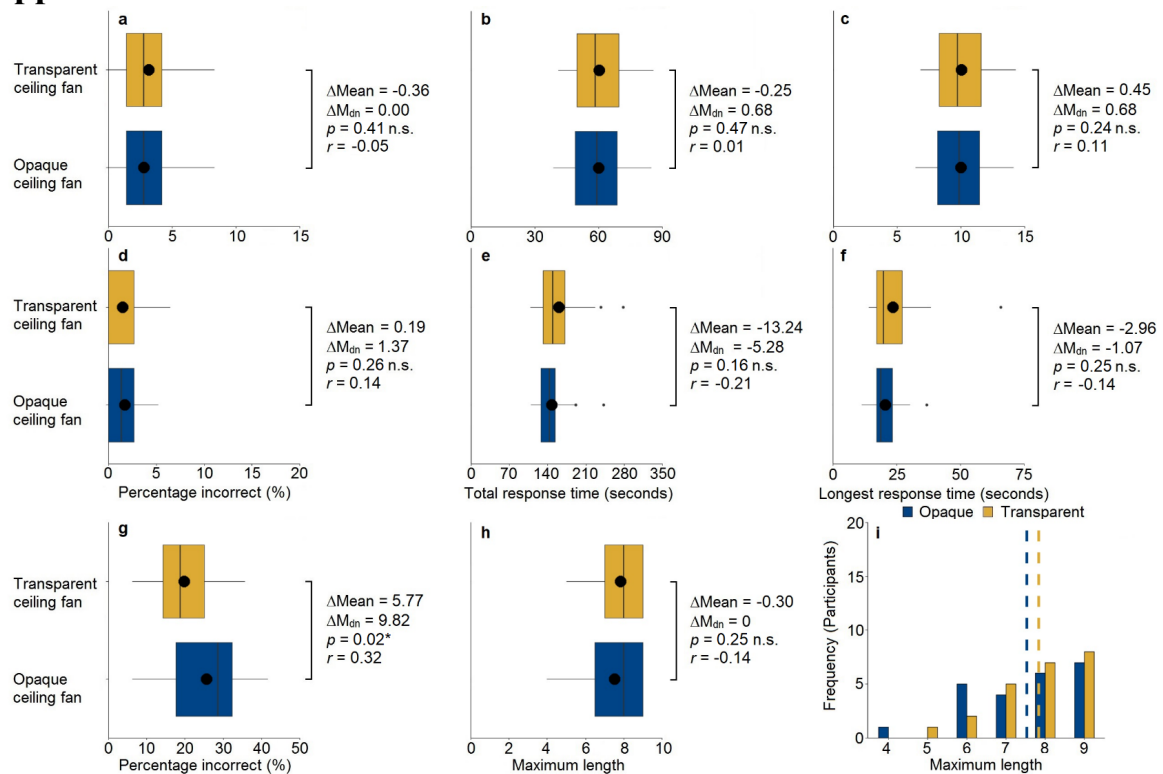 a
Transparent
ceiling fan
Opaque
ceiling fan
ΔMean = -0.36
ΔMdn = 0.00
p = 0.41 n.s.
r = -0.05
0 5 10 15
b
ΔMean = -0.25
ΔMdn = 0.68
p = 0.47 n.s.
r = 0.01
0 30 60 90
c
ΔMean = 0.45
ΔMdn = 0.68
p = 0.24 n.s.
r = 0.11
0 5 10 15
d
Transparent
ceiling fan
Opaque
ceiling fan
ΔMean = 0.19
ΔMdn = 1.37
p = 0.26 n.s.
r = 0.14
0 5 10 15 20
Percentage incorrect (%)
e
ΔMean = -13.24
ΔMdn = -5.28
p = 0.16 n.s.
r = -0.21
0 70 140 210 280 350
Total response time (seconds)
f
ΔMean = -2.96
ΔMdn = -1.07
p = 0.25 n.s.
r = -0.14
0 25 50 75
Longest response time (seconds)
g
Transparent
ceiling fan
Opaque
ceiling fan
ΔMean = 5.77
ΔMdn = 9.82
p = 0.02*
r = 0.32
0 10 20 30 40 50
Percentage incorrect (%)
h
ΔMean = -0.30
ΔMdn = 0
p = 0.25 n.s.
r = -0.14
0 2 4 6 8 10
Maximum length
Opaque Transparent
i
Frequency (Participants)
20
15
10
5
0
4 5 6 7 8 9
Maximum length